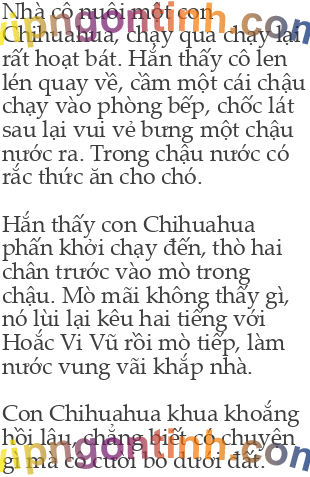 Nhà cô nuôi một con
Chihuahua, chạy qua chạy lại
rất hoạt bát. Hắn thấy cô len
lén quay về, cầm một cái chậu
chạy vào phòng bếp, chốc lát
sau lại vui vẻ bưng một chậu
nước ra. Trong chậu nước có
rắc thức ăn cho chó.
Hắn thấy con Chihuahua
phấn khởi chạy đến, thò hai
chân trước vào mò trong
chậu. Mò mãi không thấy gì,
nó lùi lại kêu hai tiếng với
Hoắc Vi Vũ rồi mò tiếp, làm
nước vung vãi khắp nhà.
Con Chihuahua khua khoắng
hồi lâu, chẳng biết có chuyện
gì mà cô cười bò dưới đất.
vipngontinh.com
vipngontinh.com